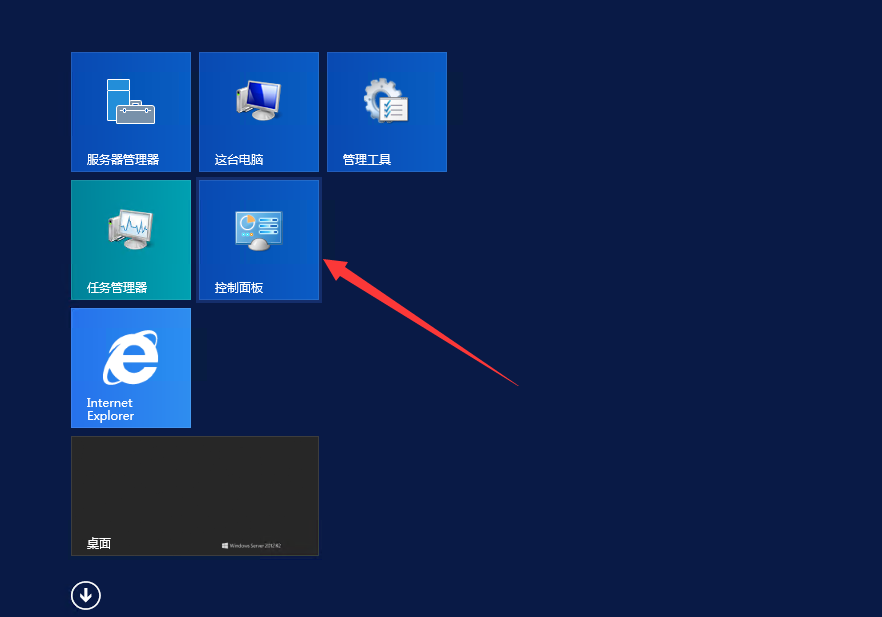 服务器管理器
这台电脑
管理工具
任务管理器
控制面板
Internet
Explorer
桌面
Windows Server 2012 R2